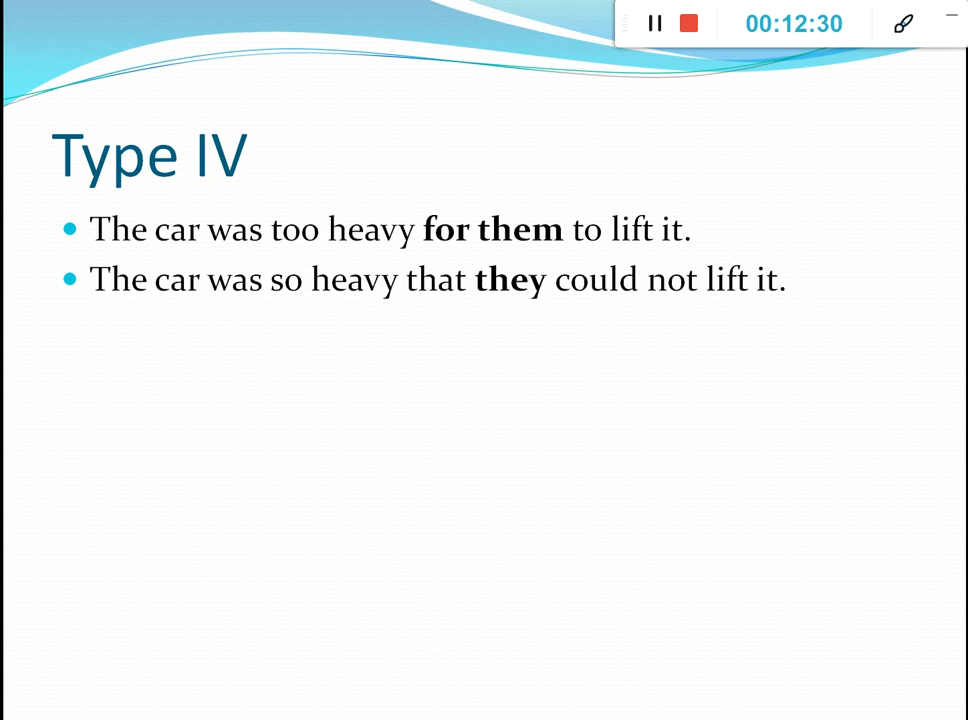 00:12:30
Type IV
The car was too heavy for them to lift it.
The car was so heavy that they could not lift it.